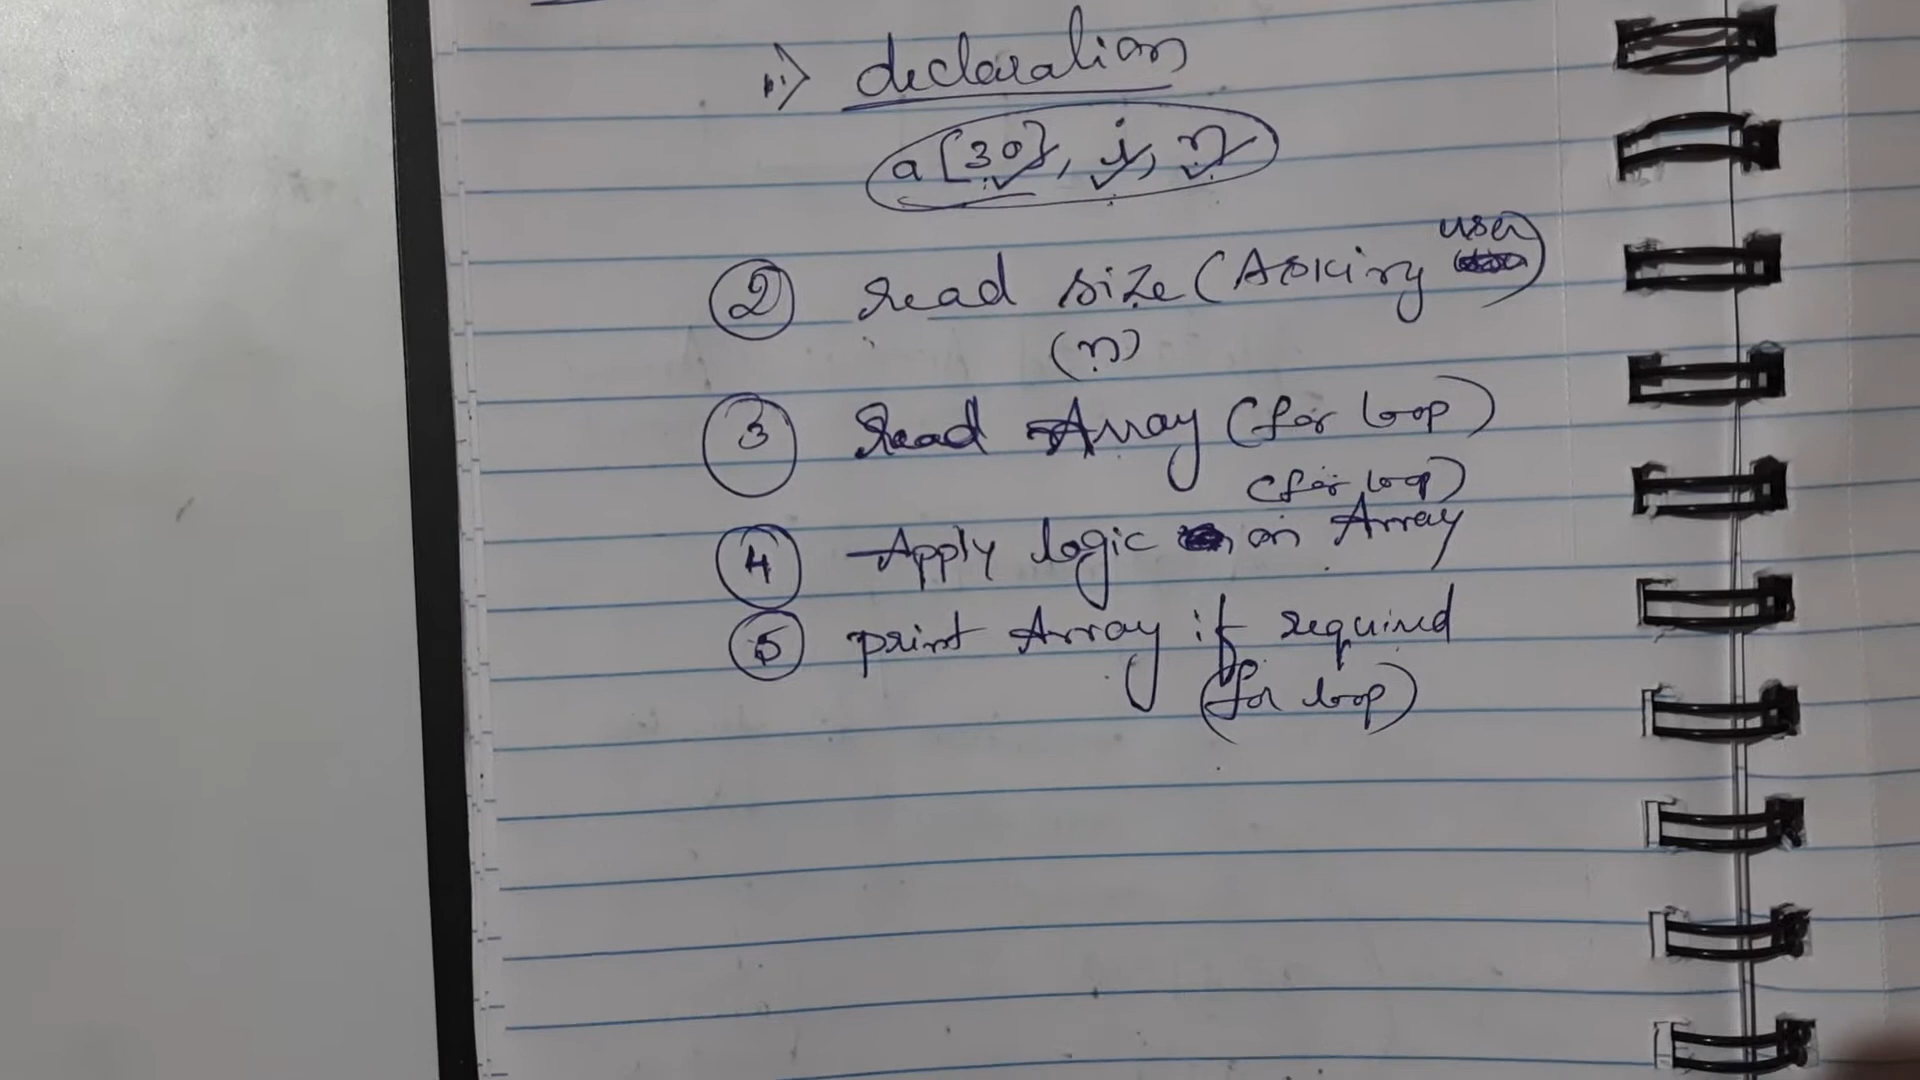 1:) declaration
a[30], i, n
② read size (Asking user)
(n)
③ Read Array (for loop)
(for loop)
④ Apply logic on Array
⑤ print Array if required
(for loop)